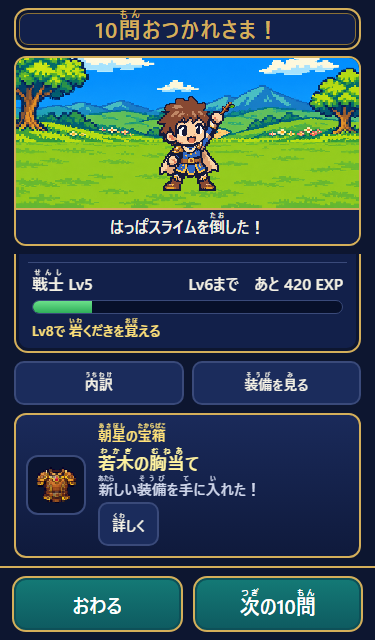 10問おつかれさま！
はっぱスライムを倒した！
戦士 Lv5
Lv6まで あと 420 EXP
Lv8で 岩くだきを覚える
内訳
装備を見る
朝星の宝箱
若木の胸当て
新しい装備を手に入れた！
詳しく
おわる
次の10問